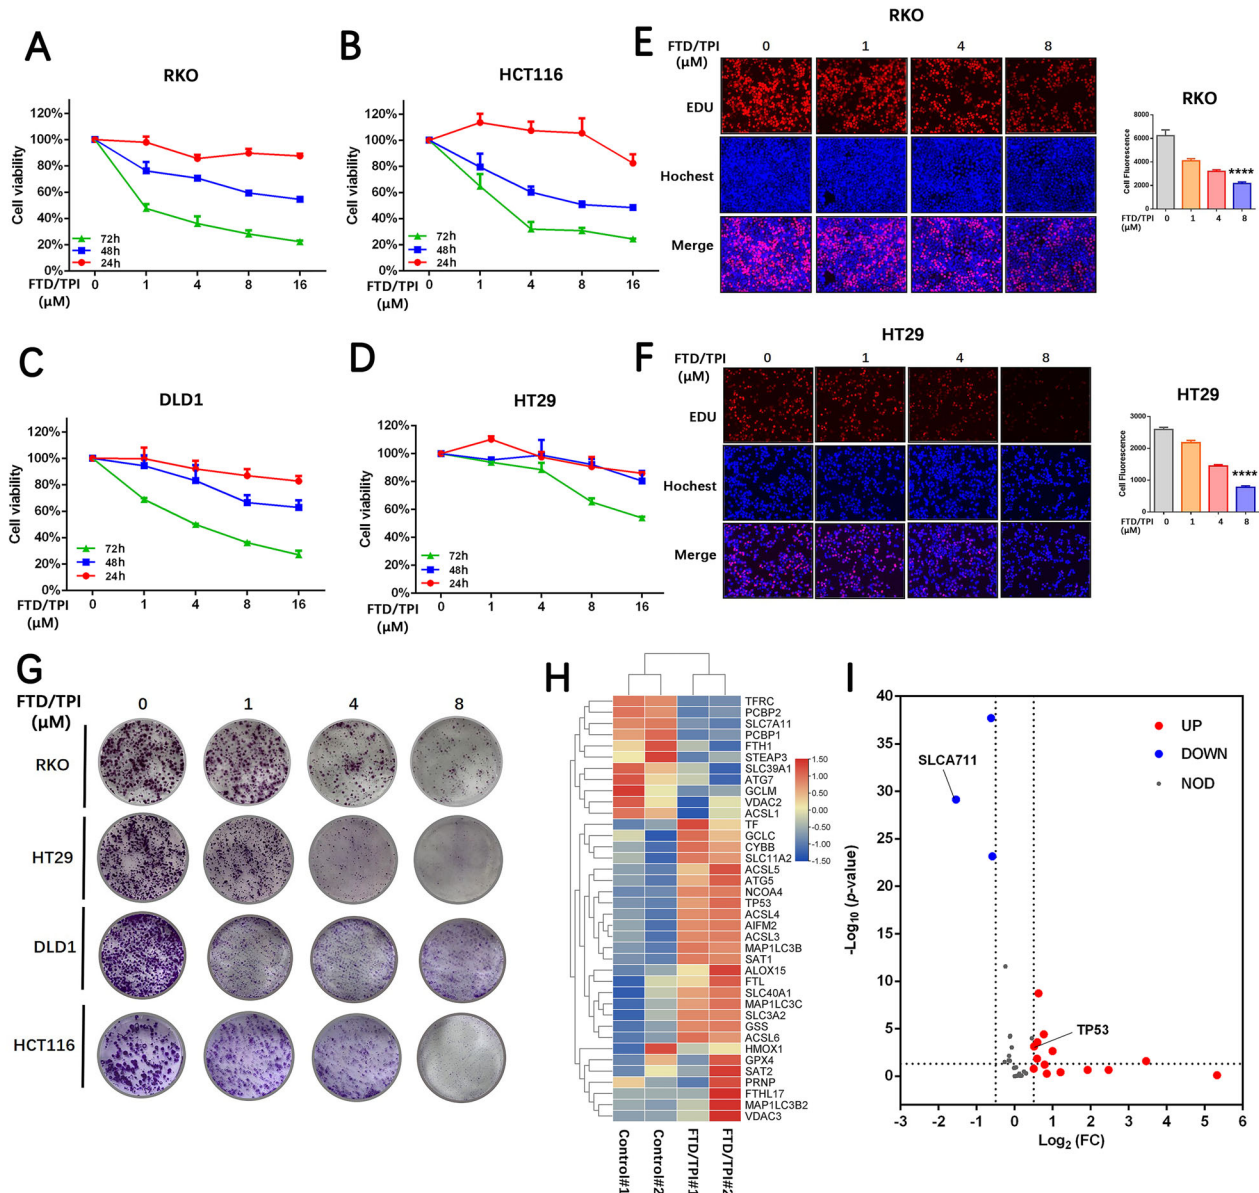 A
RKO
Cell viability
120%
100%
80%
60%
40%
20%
0%
72h
48h
24h
0 1 4 8 16
FTD/TPI
(μM)
B
HCT116
Cell viability
120%
100%
80%
60%
40%
20%
0%
72h
48h
24h
0 1 4 8 16
FTD/TPI
(μM)
E
RKO
FTD/TPI 0 1 4 8
(μM)
EDU
Hochest
Merge
RKO
Cell Fluorescence
8000
6000
4000
2000
0
****
0 1 4 8
FTD/TPI
(μM)
C
DLD1
Cell viability
120%
100%
80%
60%
40%
20%
0%
72h
48h
24h
0 1 4 8 16
FTD/TPI
(μM)
D
HT29
Cell viability
120%
100%
80%
60%
40%
20%
0%
72h
48h
24h
0 1 4 8 16
FTD/TPI
(μM)
F
HT29
FTD/TPI 0 1 4 8
(μM)
EDU
Hochest
Merge
HT29
Cell Fluorescence
3000
2000
1000
0
****
FTD/TPI 0 1 4 8
(μM)
G
FTD/TPI 0 1 4 8
(μM)
RKO
HT29
DLD1
HCT116
H
TFRC
PCBP2
SLC7A11
PCBP1
FTH1
STEAP3
SLC39A1
ATG7
GCLM
VDAC2
ACSL1
TF
GCLC
CYBB
SLC11A2
ACSL5
ATG5
NCOA4
TP53
ACSL4
AIFM2
ACSL3
MAP1LC3B
SAT1
ALOX15
FTL
SLC40A1
MAP1LC3C
SLC3A2
GSS
ACSL6
HMOX1
GPX4
SAT2
PRNP
FTHL17
MAP1LC3B2
VDAC3
1.50
1.00
0.50
0.00
-0.50
-1.00
-1.50
Control#1
Control#2
FTD/TPI#1
FTD/TPI#2
I
-Log10 (p-value)
40
35
30
25
20
15
10
5
0
UP
DOWN
NOD
SLCA711
TP53
-3 -2 -1 0 1 2 3 4 5 6
Log2 (FC)